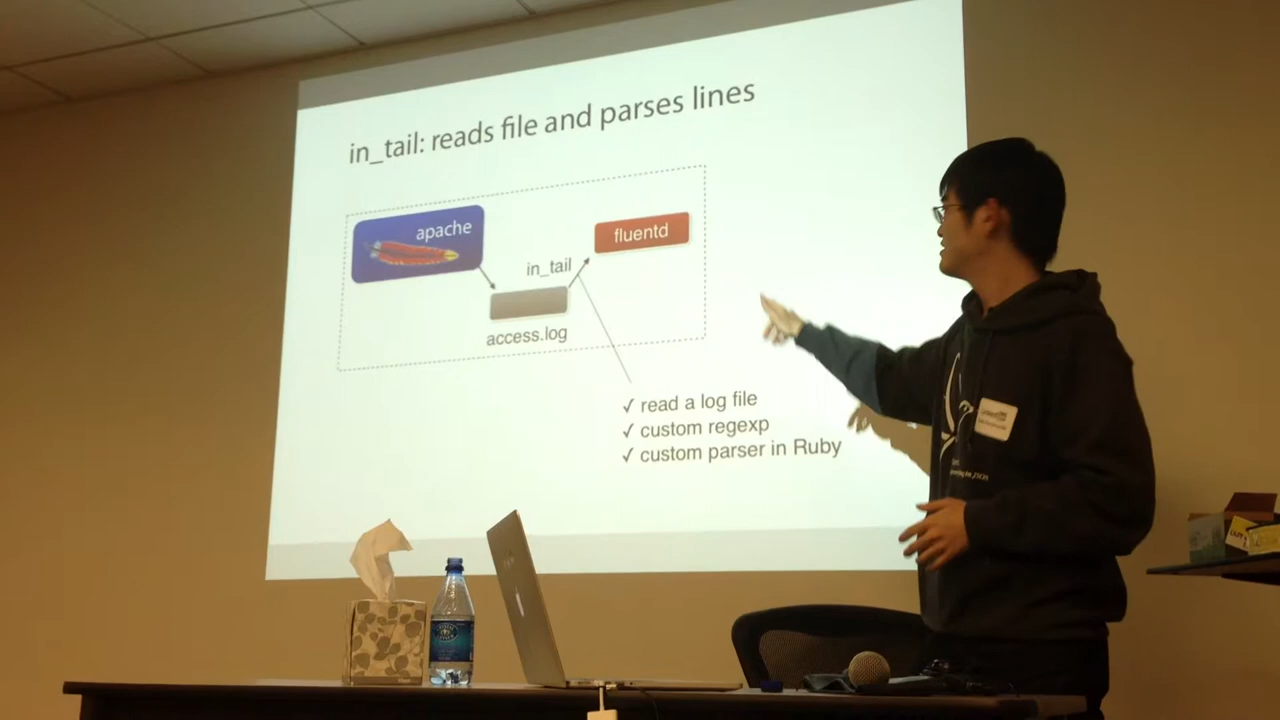 in_tail: reads file and parses lines
apache
fluentd
in_tail
access.log
✓ read a log file
✓ custom regexp
✓ custom parser in Ruby